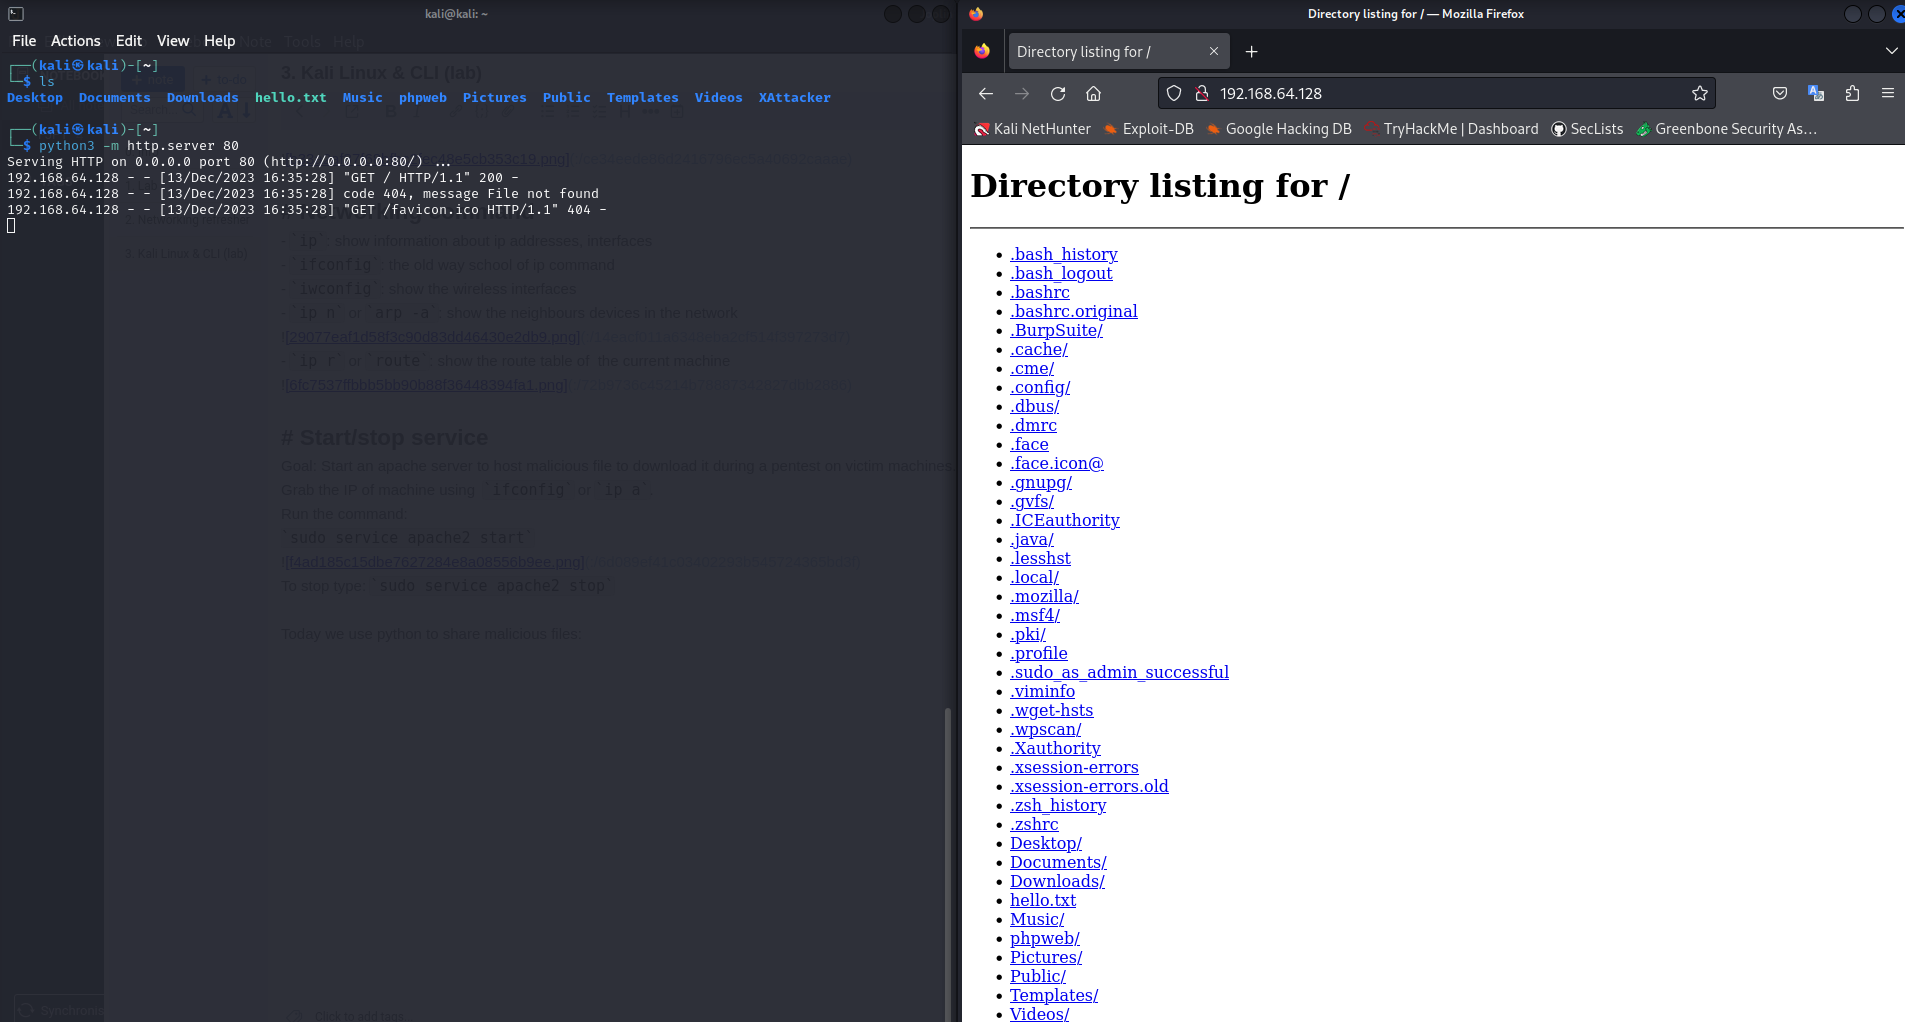 kali@kali: ~
File Actions Edit View Help
┌──(kali㉿kali)-[~]
└─$ ls
Desktop Documents Downloads hello.txt Music phpweb Pictures Public Templates Videos XAttacker
┌──(kali㉿kali)-[~]
└─$ python3 -m http.server 80
Serving HTTP on 0.0.0.0 port 80 (http://0.0.0.0:80/) ...
192.168.64.128 - - [13/Dec/2023 16:35:28] "GET / HTTP/1.1" 200 -
192.168.64.128 - - [13/Dec/2023 16:35:28] code 404, message File not found
192.168.64.128 - - [13/Dec/2023 16:35:28] "GET /favicon.ico HTTP/1.1" 404 -
Note Tools Help
3. Kali Linux & CLI (lab)
3. Kali Linux & CLI (lab)
- `ip`: show information about ip addresses, interfaces
- `ifconfig`: the old way school of ip command
- `iwconfig`: show the wireless interfaces
- `ip n` or `arp -a`: show the neighbours devices in the network
- `ip r` or `route`: show the route table of the current machine
# Start/stop service
Goal: Start an apache server to host malicious file to download it during a pentest on victim machines
Grab the IP of machine using `ifconfig` or `ip a`.
Run the command:
`sudo service apache2 start`
To stop type: `sudo service apache2 stop`
Today we use python to share malicious files:
Click to add tags...
Directory listing for / — Mozilla Firefox
Directory listing for /
192.168.64.128
Kali NetHunter Exploit-DB Google Hacking DB TryHackMe | Dashboard SecLists Greenbone Security As…
Directory listing for /
.bash_history
.bash_logout
.bashrc
.bashrc.original
.BurpSuite/
.cache/
.cme/
.config/
.dbus/
.dmrc
.face
.face.icon@
.gnupg/
.gvfs/
.ICEauthority
.java/
.lesshst
.local/
.mozilla/
.msf4/
.pki/
.profile
.sudo_as_admin_successful
.viminfo
.wget-hsts
.wpscan/
.Xauthority
.xsession-errors
.xsession-errors.old
.zsh_history
.zshrc
Desktop/
Documents/
Downloads/
hello.txt
Music/
phpweb/
Pictures/
Public/
Templates/
Videos/